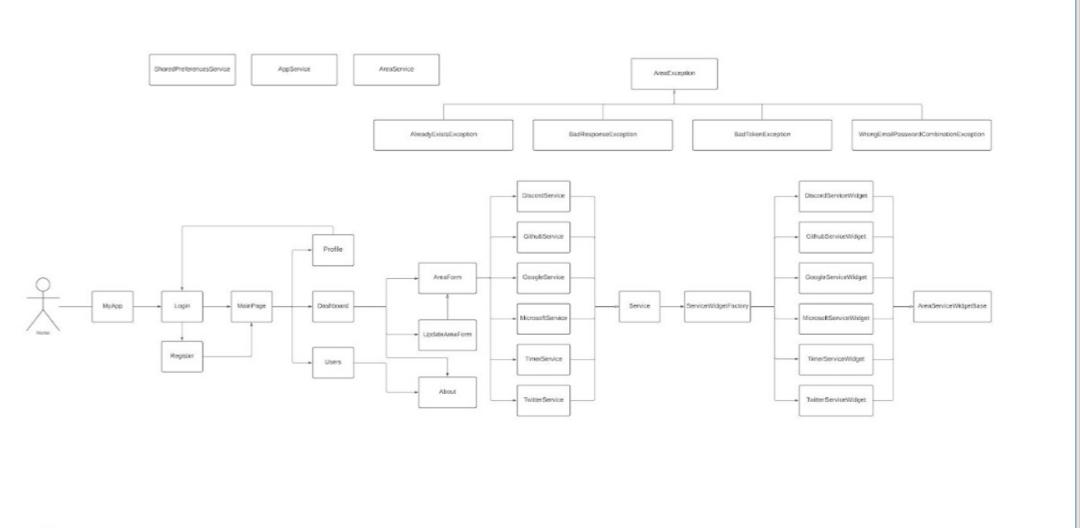 SharedPreferencesService
AppService
AreaService
AreaException
AlreadyExistsException
BadResponseException
BadTokenException
WrongEmailPasswordCombinationException
DiscordService
DiscordServiceWidget
GithubService
GithubServiceWidget
Profile
AreaForm
GoogleService
GoogleServiceWidget
MyApp
Login
MainPage
Dashboard
Service
ServiceWidgetFactory
AreaServiceWidgetBase
MicrosoftService
MicrosoftServiceWidget
UpdateAreaForm
Register
Users
TimerService
TimerServiceWidget
About
TwitterService
TwitterServiceWidget